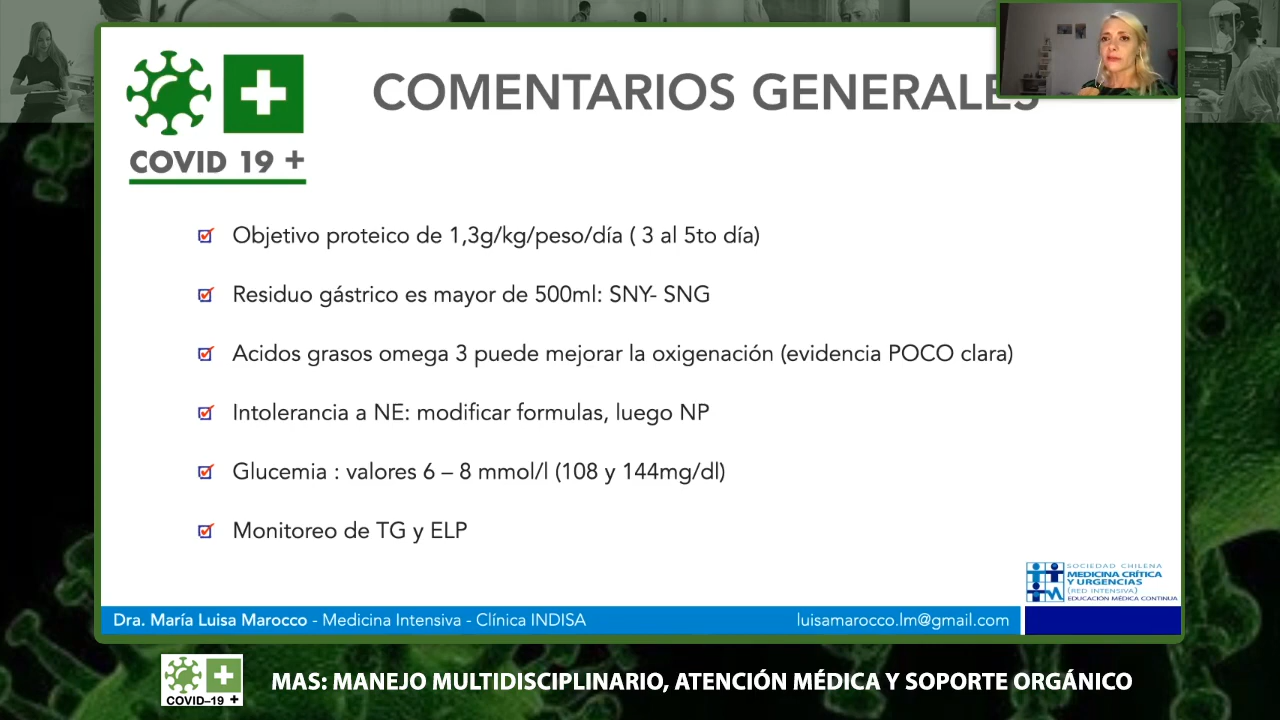 COMENTARIOS GENERALES
COVID 19 +
Objetivo proteico de 1,3g/kg/peso/día ( 3 al 5to día)
Residuo gástrico es mayor de 500ml: SNY- SNG
Acidos grasos omega 3 puede mejorar la oxigenación (evidencia POCO clara)
Intolerancia a NE: modificar formulas, luego NP
Glucemia : valores 6 – 8 mmol/l (108 y 144mg/dl)
Monitoreo de TG y ELP
SOCIEDAD CHILENA
MEDICINA CRÍTICA
Y URGENCIAS
(RED INTENSIVA)
EDUCACIÓN MÉDICA CONTINUA
Dra. María Luisa Marocco - Medicina Intensiva - Clínica INDISA
luisamarocco.lm@gmail.com
COVID–19 +
MAS: MANEJO MULTIDISCIPLINARIO, ATENCIÓN MÉDICA Y SOPORTE ORGÁNICO